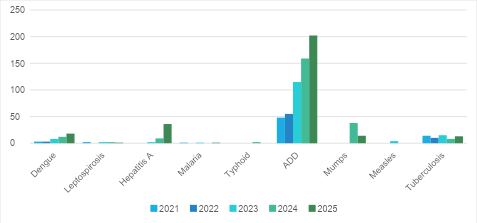 250
200
150
100
50
0
Dengue
Leptospirosis
Hepatitis A
Malaria
Typhoid
ADD
Mumps
Measles
Tuberculosis
2021 2022 2023 2024 2025